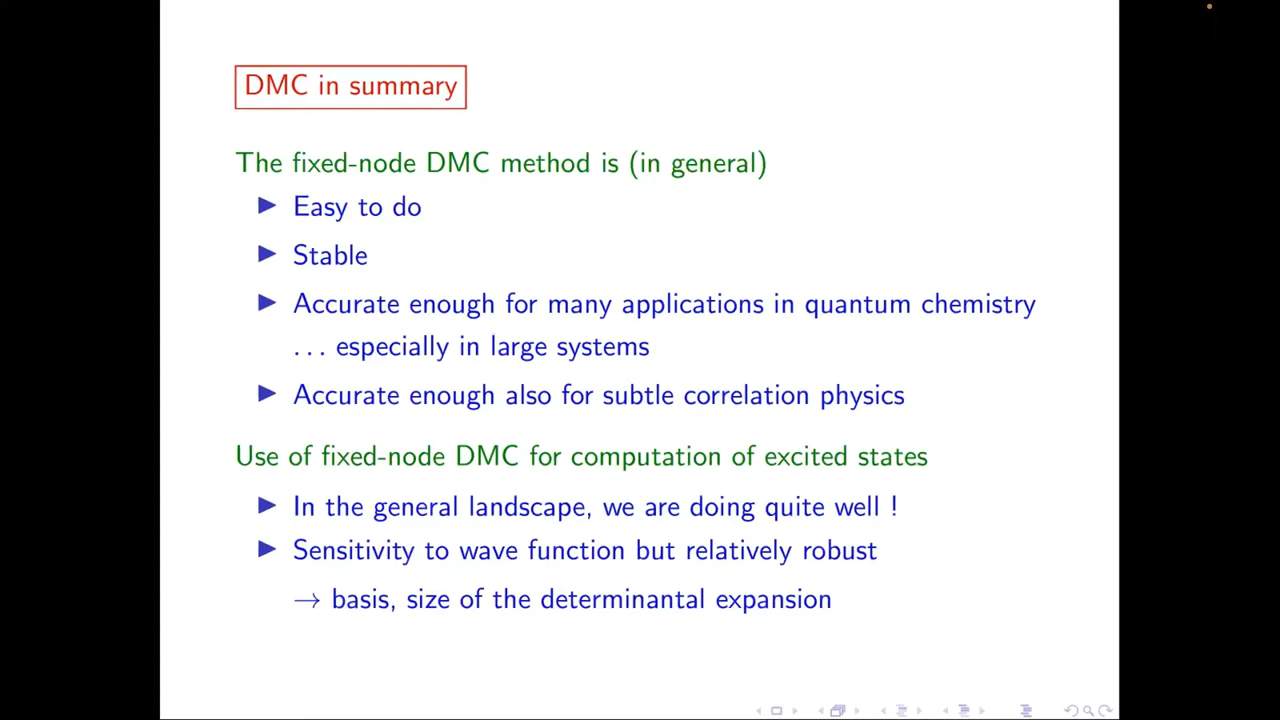 DMC in summary
The fixed-node DMC method is (in general)
▶ Easy to do
▶ Stable
▶ Accurate enough for many applications in quantum chemistry
... especially in large systems
▶ Accurate enough also for subtle correlation physics
Use of fixed-node DMC for computation of excited states
▶ In the general landscape, we are doing quite well !
▶ Sensitivity to wave function but relatively robust
→ basis, size of the determinantal expansion